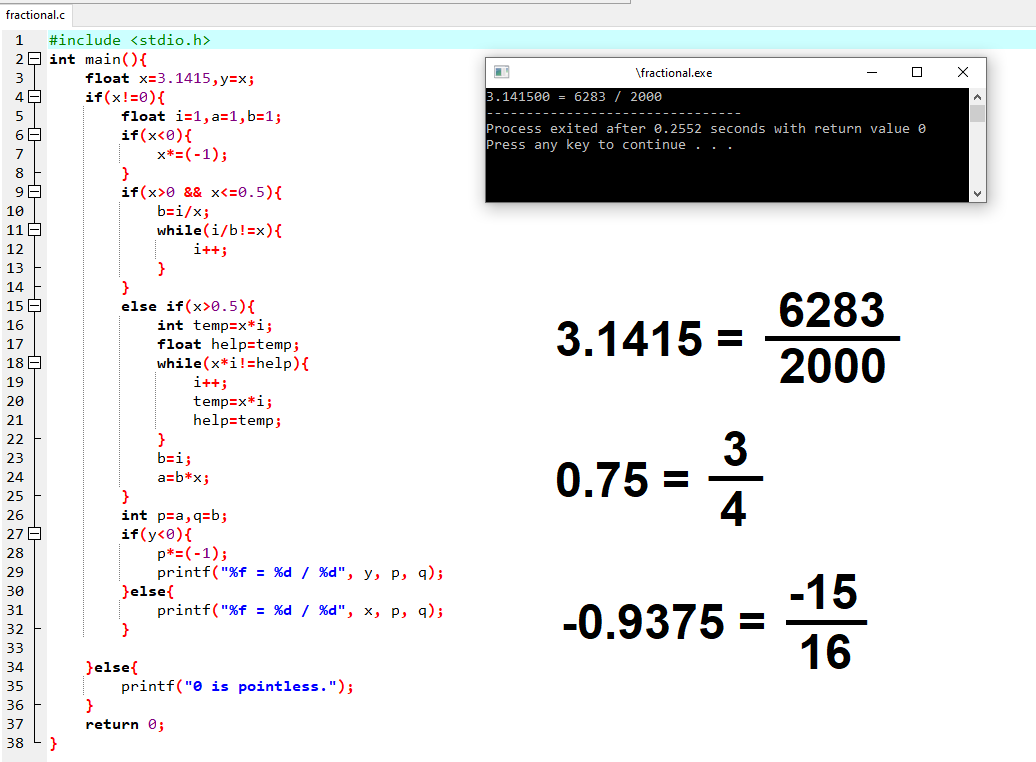 fractional.c
1 #include <stdio.h>
2 int main(){
3 float x=3.1415,y=x;
4 if(x!=0){
5 float i=1,a=1,b=1;
6 if(x<0){
7 x*=(-1);
8 }
9 if(x>0 && x<=0.5){
10 b=i/x;
11 while(i/b!=x){
12 i++;
13 }
14 }
15 else if(x>0.5){
16 int temp=x*i;
17 float help=temp;
18 while(x*i!=help){
19 i++;
20 temp=x*i;
21 help=temp;
22 }
23 b=i;
24 a=b*x;
25 }
26 int p=a,q=b;
27 if(y<0){
28 p*=(-1);
29 printf("%f = %d / %d", y, p, q);
30 }else{
31 printf("%f = %d / %d", x, p, q);
32 }
33
34 }else{
35 printf("0 is pointless.");
36 }
37 return 0;
38 }
\fractional.exe
3.141500 = 6283 / 2000
--------------------------------
Process exited after 0.2552 seconds with return value 0
Press any key to continue . . .
3.1415 = 6283
2000
0.75 = 3
4
-0.9375 = -15
16